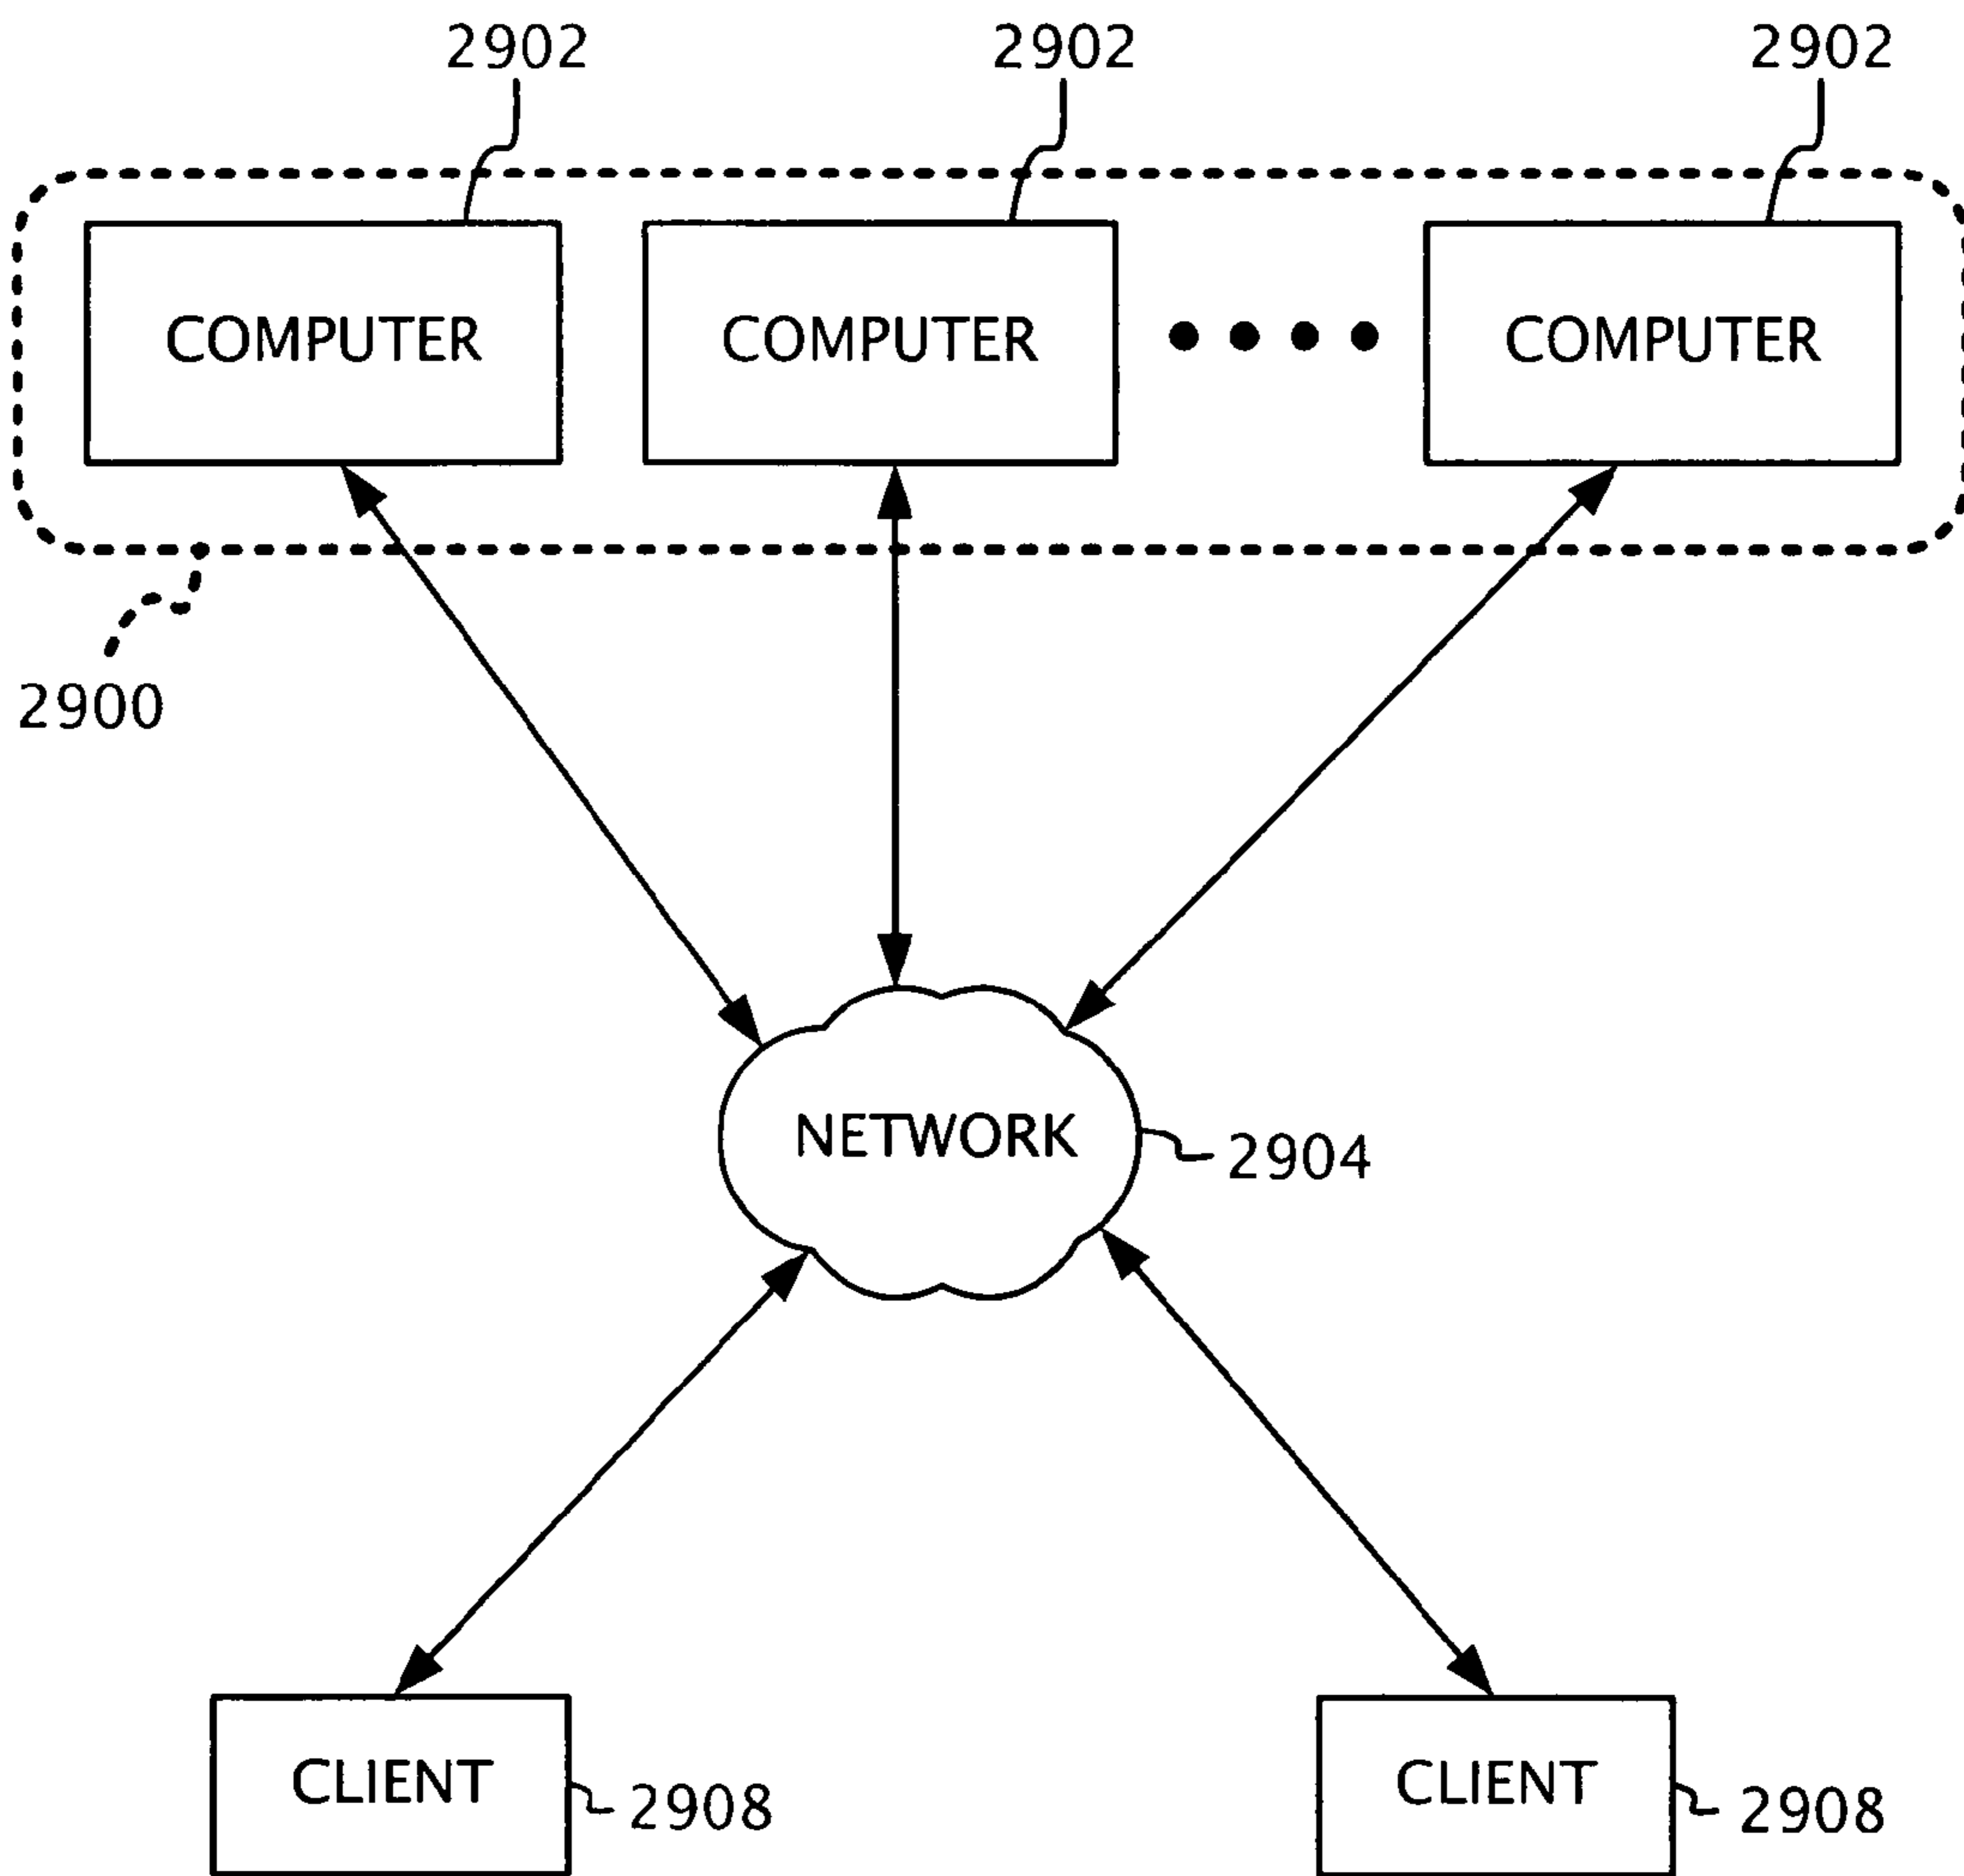 2902 2902 2902
COMPUTER COMPUTER COMPUTER
2900
NETWORK 2904
CLIENT 2908 CLIENT 2908